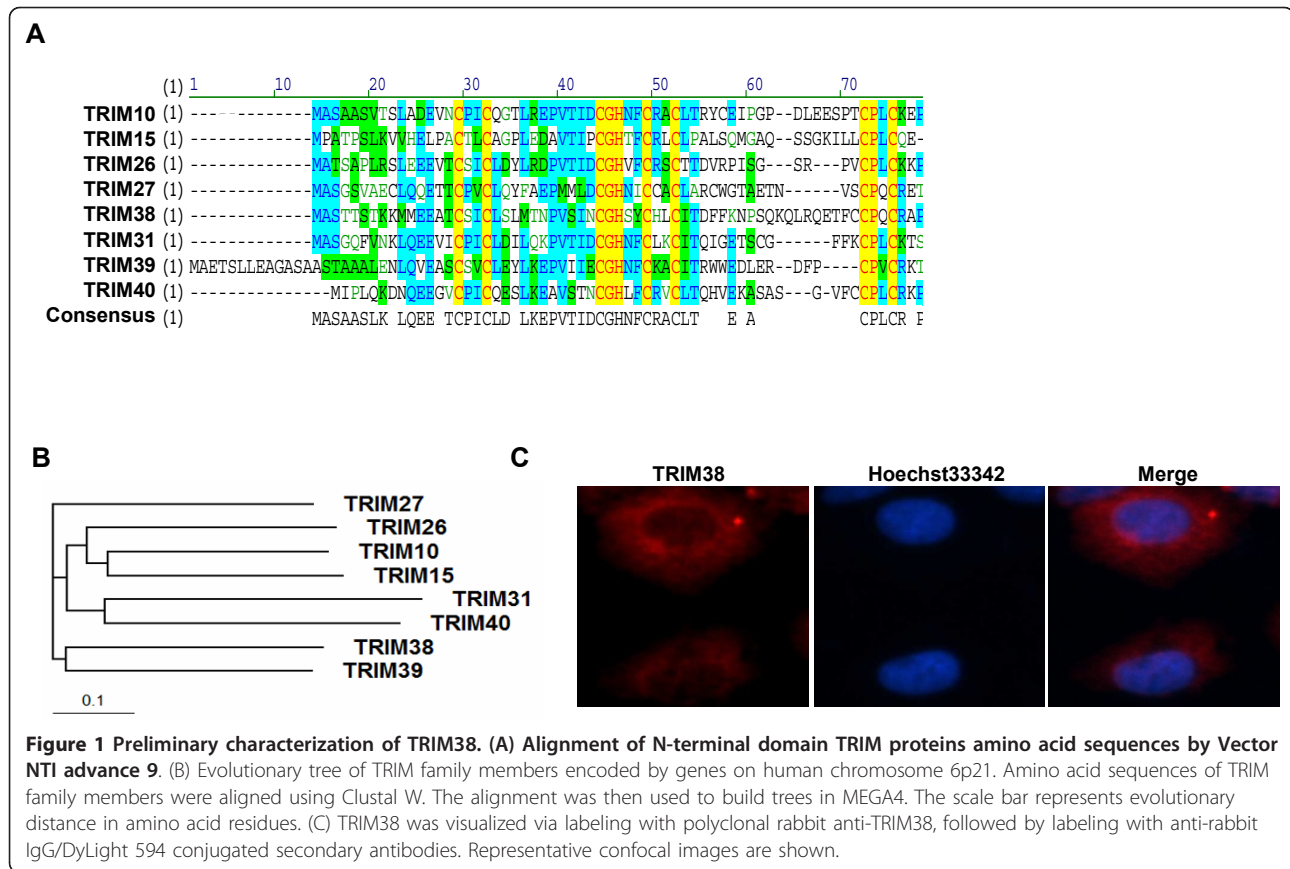 A
(1) 1 10 20 30 40 50 60 70
TRIM10 (1) --------------MASAASVTSLADEVNCPICQGTLREPVTIDCGHNFCRACLTRYCEIPGP--DLEESPTCPLCKEP
TRIM15 (1) -------------MPATPSLKVVHELPACTLCAGPLEDAVTIPCGHTFCRLCLPALSQMGAQ--SSGKILLCPLCQE-
TRIM26 (1) -------------MATSAPLRSLEEEVTCSICLDYLRDPVTIDCGHVFCRSCTTDVRPISG---SR---PVCPLCKKP
TRIM27 (1) -------------MASGSVAECLQQETTCPVCLQYFAEPMMLDCGHNICCACLARCWGTAETN------VSCPQCRET
TRIM38 (1) -------------MASTTSTKKMMEEATCSICLSLMTNPVSINCGHSYCHLCITDFFKNPSQKQLRQETFCCPQCRAP
TRIM31 (1) -------------MASGQFVNKLQEEVICPICLDILQKPVTIDCGHNFCLKCITQIGETSCG------FFKCPLCKTS
TRIM39 (1) MAETSLLEAGASAASTAAALENLQVEASCSVCLEYLKEPVIIECGHNFCKACITRWWEDLER--DFP----CPVCRKT
TRIM40 (1) ---------------MIPLQKDNQEEGVCPICQESLKEAVSTNCGHLFCRVCLTQHVEKASAS---G-VFCCPLCRKP
Consensus (1) MASAASLK LQEE TCPICLD LKEPVTIDCGHNFCRACLT E A CPLCR P
B
TRIM27
TRIM26
TRIM10
TRIM15
TRIM31
TRIM40
TRIM38
TRIM39
0.1
C
TRIM38 Hoechst33342 Merge
Figure 1 Preliminary characterization of TRIM38. (A) Alignment of N-terminal domain TRIM proteins amino acid sequences by Vector
NTI advance 9. (B) Evolutionary tree of TRIM family members encoded by genes on human chromosome 6p21. Amino acid sequences of TRIM
family members were aligned using Clustal W. The alignment was then used to build trees in MEGA4. The scale bar represents evolutionary
distance in amino acid residues. (C) TRIM38 was visualized via labeling with polyclonal rabbit anti-TRIM38, followed by labeling with anti-rabbit
IgG/DyLight 594 conjugated secondary antibodies. Representative confocal images are shown.